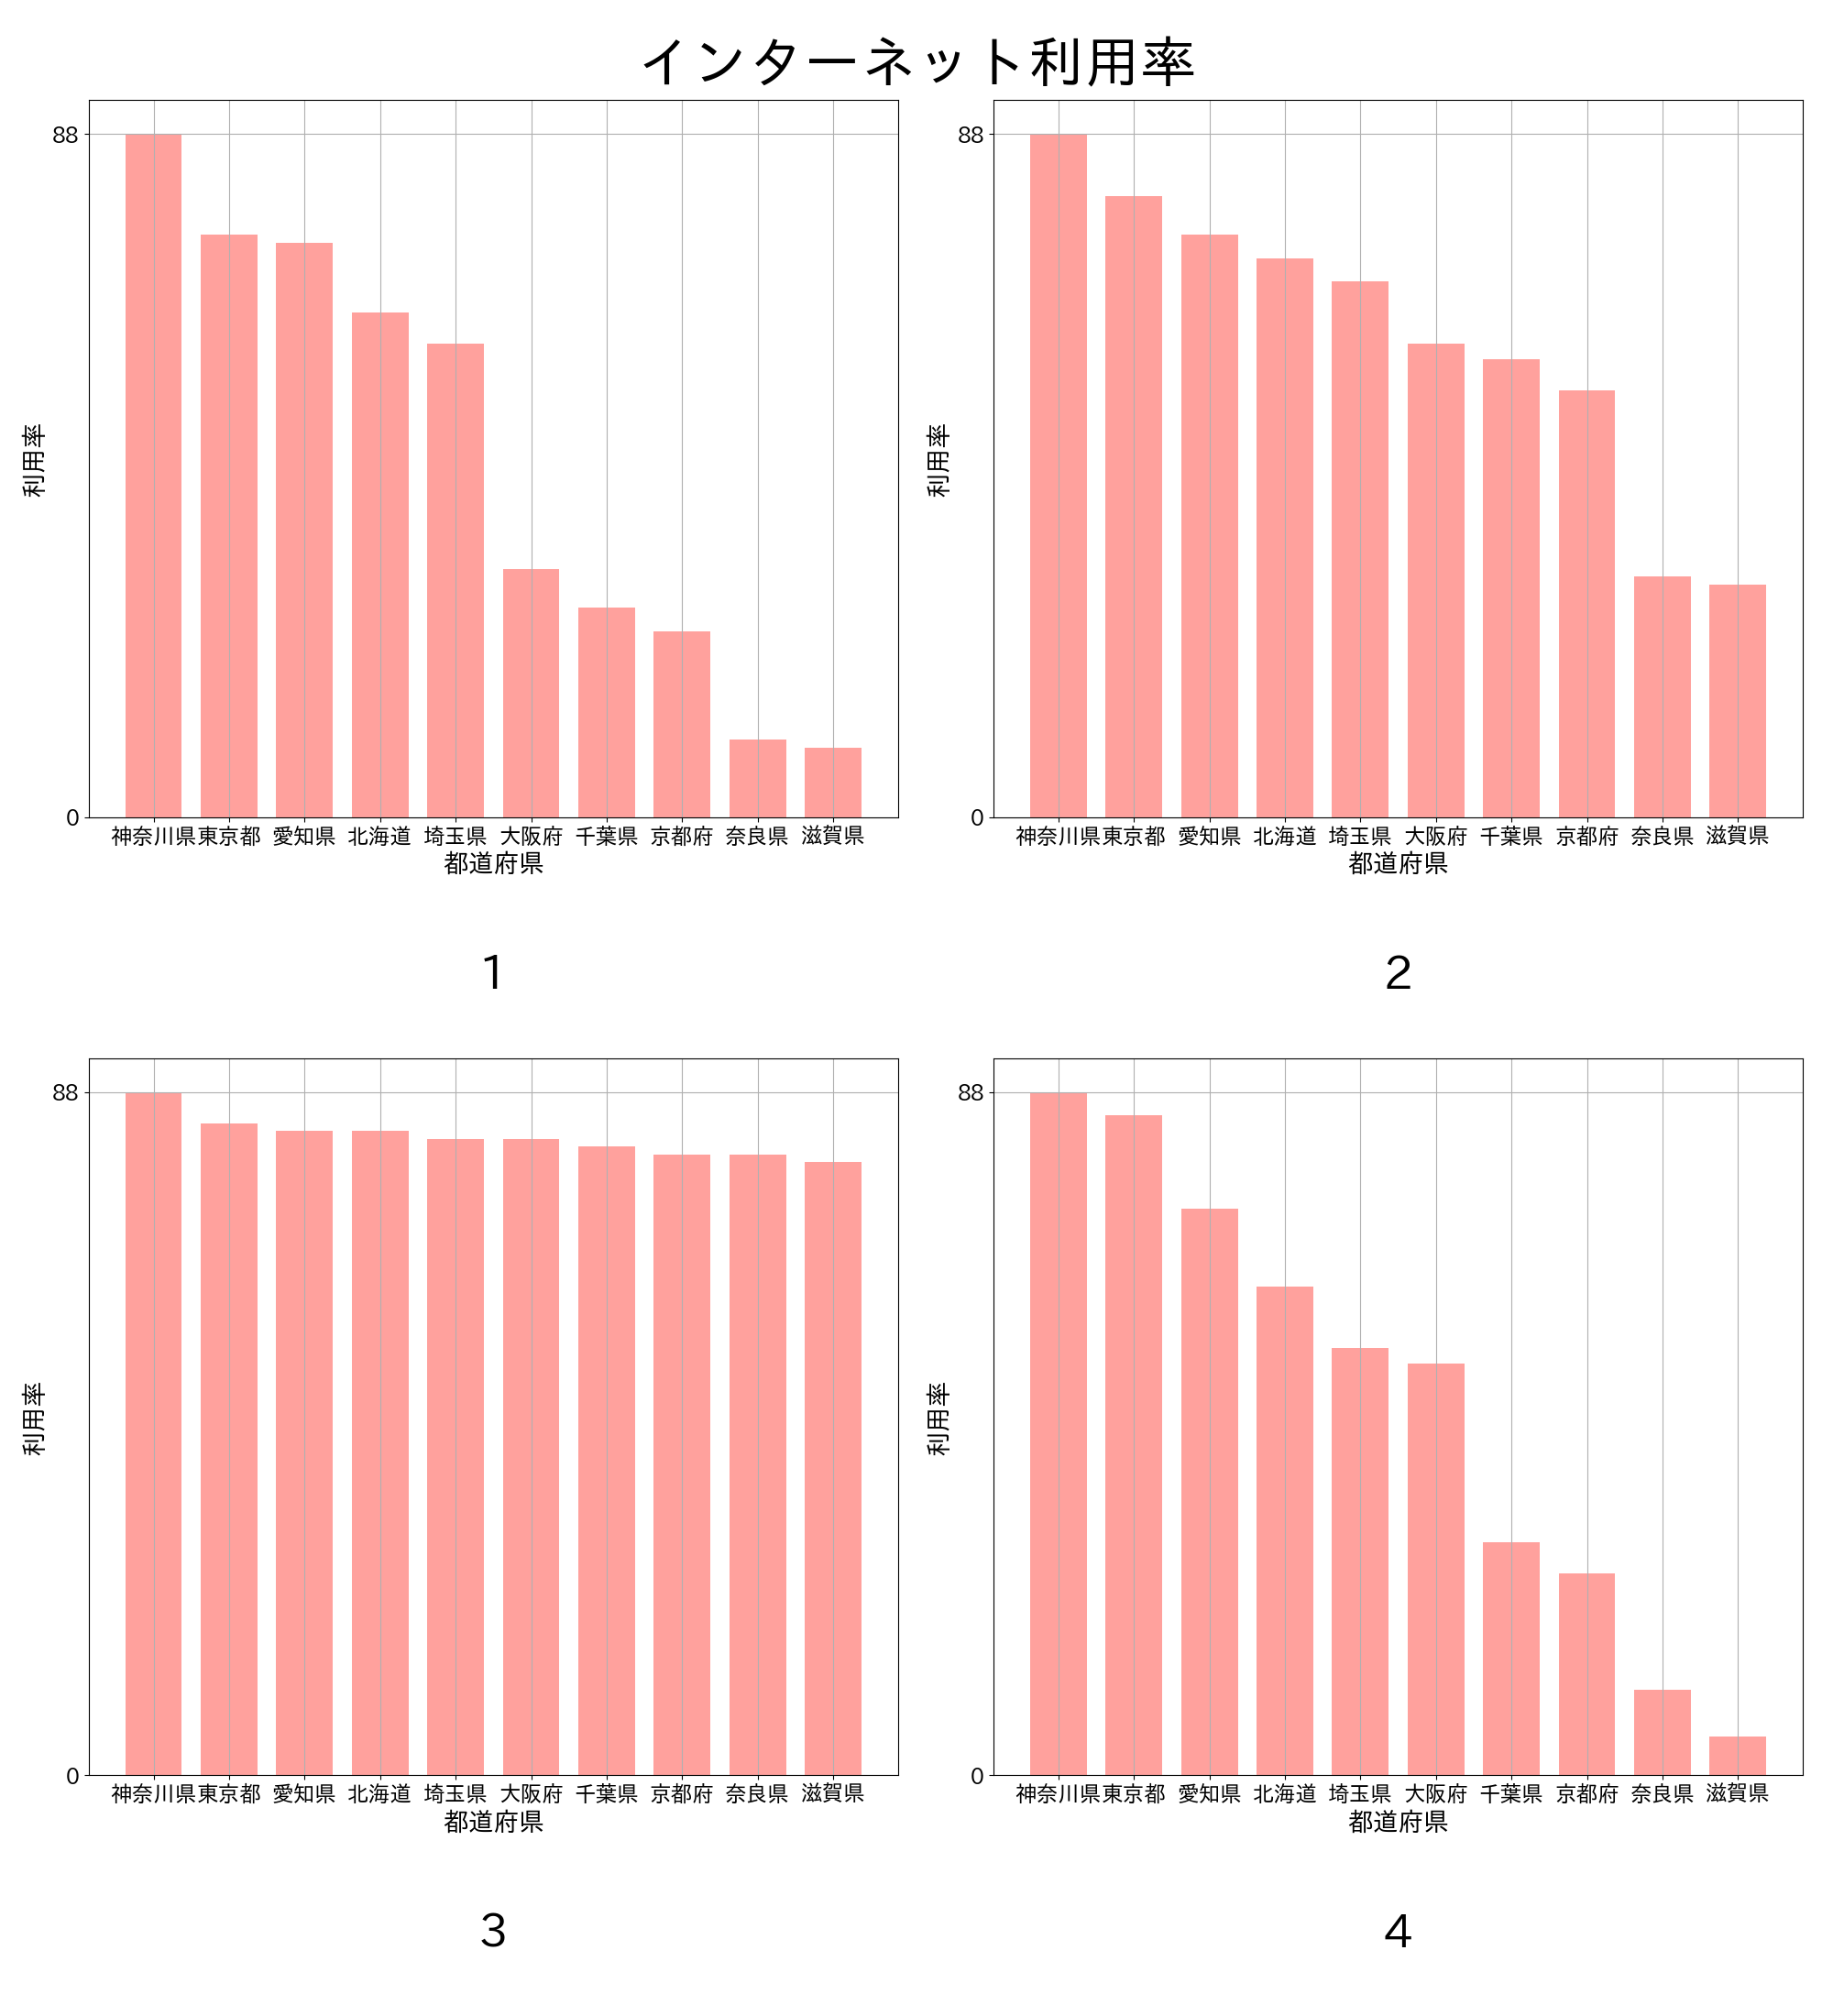 インターネット利用率
88
0
利用率
神奈川県 東京都 愛知県 北海道 埼玉県 大阪府 千葉県 京都府 奈良県 滋賀県
都道府県
1
88
0
利用率
神奈川県 東京都 愛知県 北海道 埼玉県 大阪府 千葉県 京都府 奈良県 滋賀県
都道府県
2
88
0
利用率
神奈川県 東京都 愛知県 北海道 埼玉県 大阪府 千葉県 京都府 奈良県 滋賀県
都道府県
3
88
0
利用率
神奈川県 東京都 愛知県 北海道 埼玉県 大阪府 千葉県 京都府 奈良県 滋賀県
都道府県
4